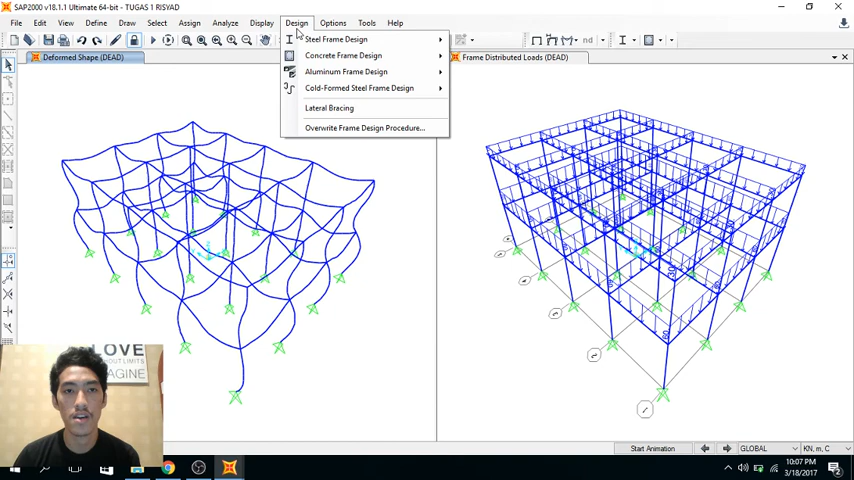 SAP2000 v18.1.1 Ultimate 64-bit - TUGAS 1 RISYAD
File Edit View Define Draw Select Assign Analyze Display Design Options Tools Help
Steel Frame Design
Concrete Frame Design
Aluminum Frame Design
Cold-Formed Steel Frame Design
Lateral Bracing
Overwrite Frame Design Procedure...
Deformed Shape (DEAD)
Frame Distributed Loads (DEAD)
LOVE
WITHOUT LIMITS
Start Animation
GLOBAL
KN, m, C
10:07 PM
3/18/2017